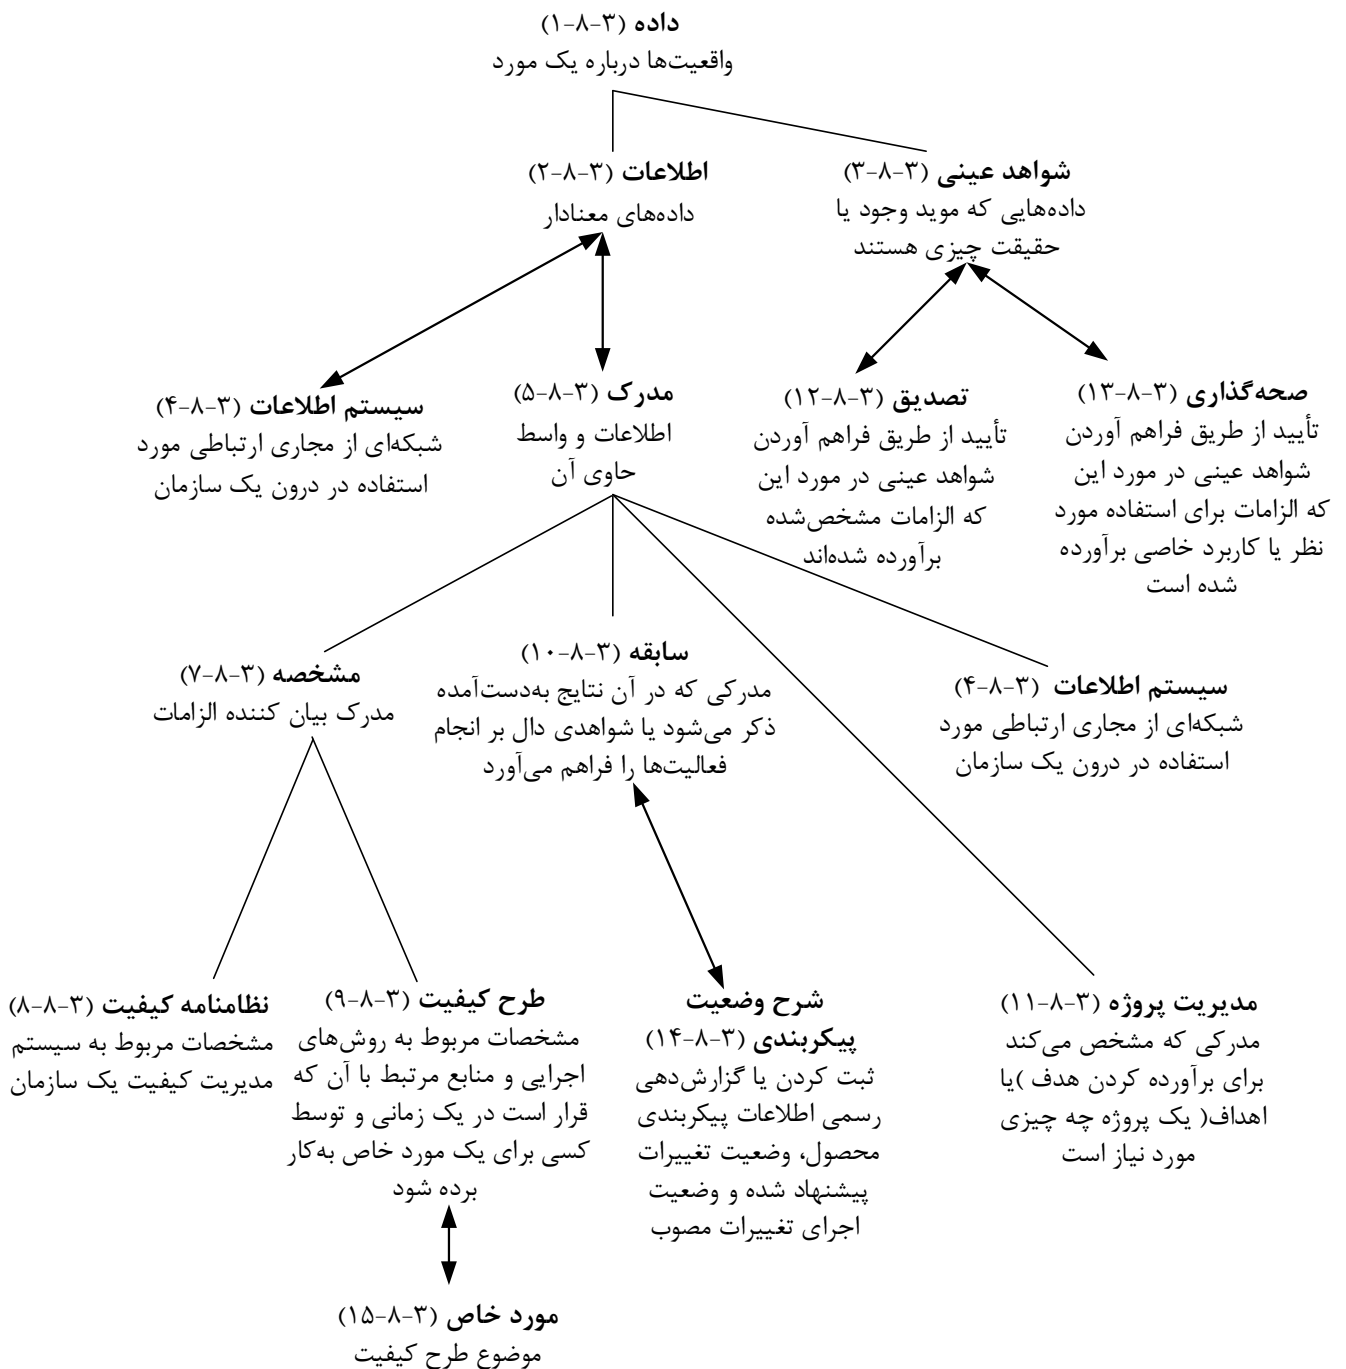 داده (۳-۸-۱)
واقعیت‌ها درباره یک مورد
شواهد عینی (۳-۸-۳)
داده‌هایی که موید وجود یا
حقیقت چیزی هستند
اطلاعات (۳-۸-۲)
داده‌های معنادار
صحه‌گذاری (۳-۸-۱۳)
تأیید از طریق فراهم آوردن
شواهد عینی در مورد این
که الزامات برای استفاده مورد
نظر یا کاربرد خاصی برآورده
شده است
تصدیق (۳-۸-۱۲)
تأیید از طریق فراهم آوردن
شواهد عینی در مورد این
که الزامات مشخص‌شده
برآورده شده‌اند
مدرک (۳-۸-۵)
اطلاعات و واسط
حاوی آن
سیستم اطلاعات (۳-۸-۴)
شبکه‌ای از مجاری ارتباطی مورد
استفاده در درون یک سازمان
سیستم اطلاعات (۳-۸-۴)
شبکه‌ای از مجاری ارتباطی مورد
استفاده در درون یک سازمان
سابقه (۳-۸-۱۰)
مدرکی که در آن نتایج به‌دست‌آمده
ذکر می‌شود یا شواهدی دال بر انجام
فعالیت‌ها را فراهم می‌آورد
مشخصه (۳-۸-۷)
مدرک بیان کننده الزامات
مدیریت پروژه (۳-۸-۱۱)
مدرکی که مشخص می‌کند
برای برآورده کردن هدف )یا
اهداف( یک پروژه چه چیزی
مورد نیاز است
شرح وضعیت
پیکربندی (۳-۸-۱۴)
ثبت کردن یا گزارش‌دهی
رسمی اطلاعات پیکربندی
محصول، وضعیت تغییرات
پیشنهاد شده و وضعیت
اجرای تغییرات مصوب
طرح کیفیت (۳-۸-۹)
مشخصات مربوط به روش‌های
اجرایی و منابع مرتبط با آن که
قرار است در یک زمانی و توسط
کسی برای یک مورد خاص به‌کار
برده شود
نظامنامه کیفیت (۳-۸-۸)
مشخصات مربوط به سیستم
مدیریت کیفیت یک سازمان
مورد خاص (۳-۸-۱۵)
موضوع طرح کیفیت